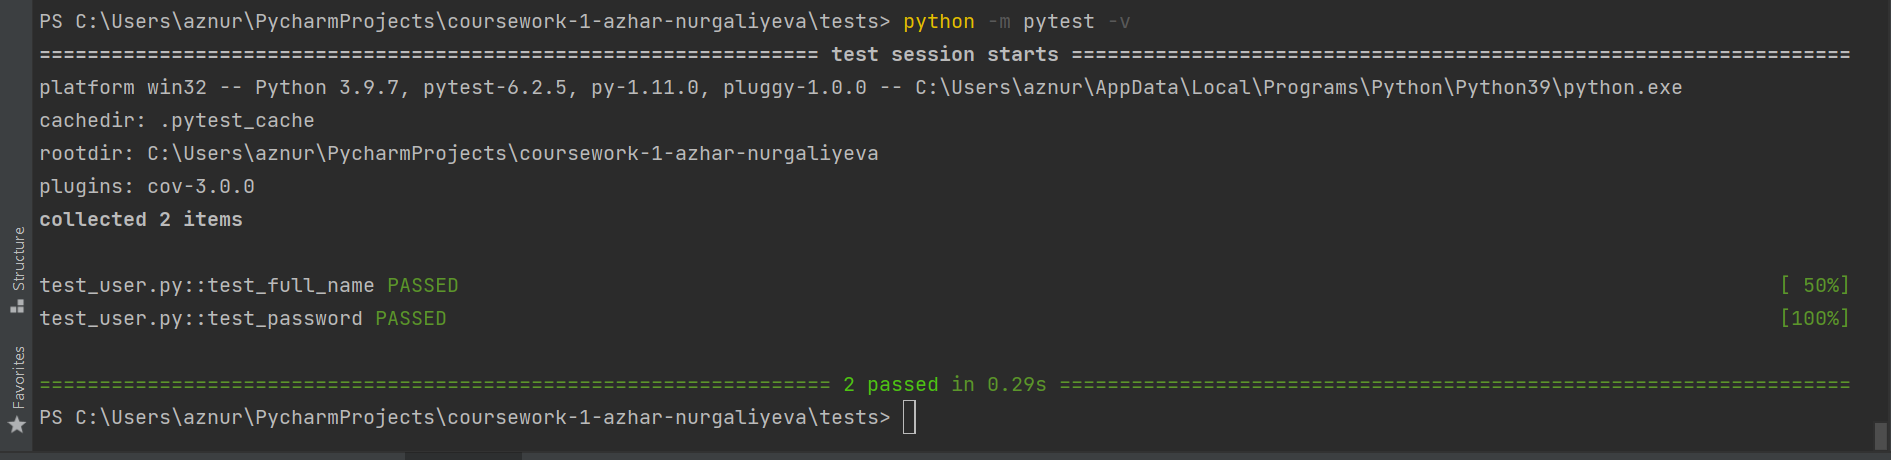 PS C:\Users\aznur\PycharmProjects\coursework-1-azhar-nurgaliyeva\tests> python -m pytest -v
================================================================= test session starts =================================================================
platform win32 -- Python 3.9.7, pytest-6.2.5, py-1.11.0, pluggy-1.0.0 -- C:\Users\aznur\AppData\Local\Programs\Python\Python39\python.exe
cachedir: .pytest_cache
rootdir: C:\Users\aznur\PycharmProjects\coursework-1-azhar-nurgaliyeva
plugins: cov-3.0.0
collected 2 items
test_user.py::test_full_name PASSED [ 50%]
test_user.py::test_password PASSED [100%]
================================================================== 2 passed in 0.29s ==================================================================
PS C:\Users\aznur\PycharmProjects\coursework-1-azhar-nurgaliyeva\tests>
Structure
Favorites